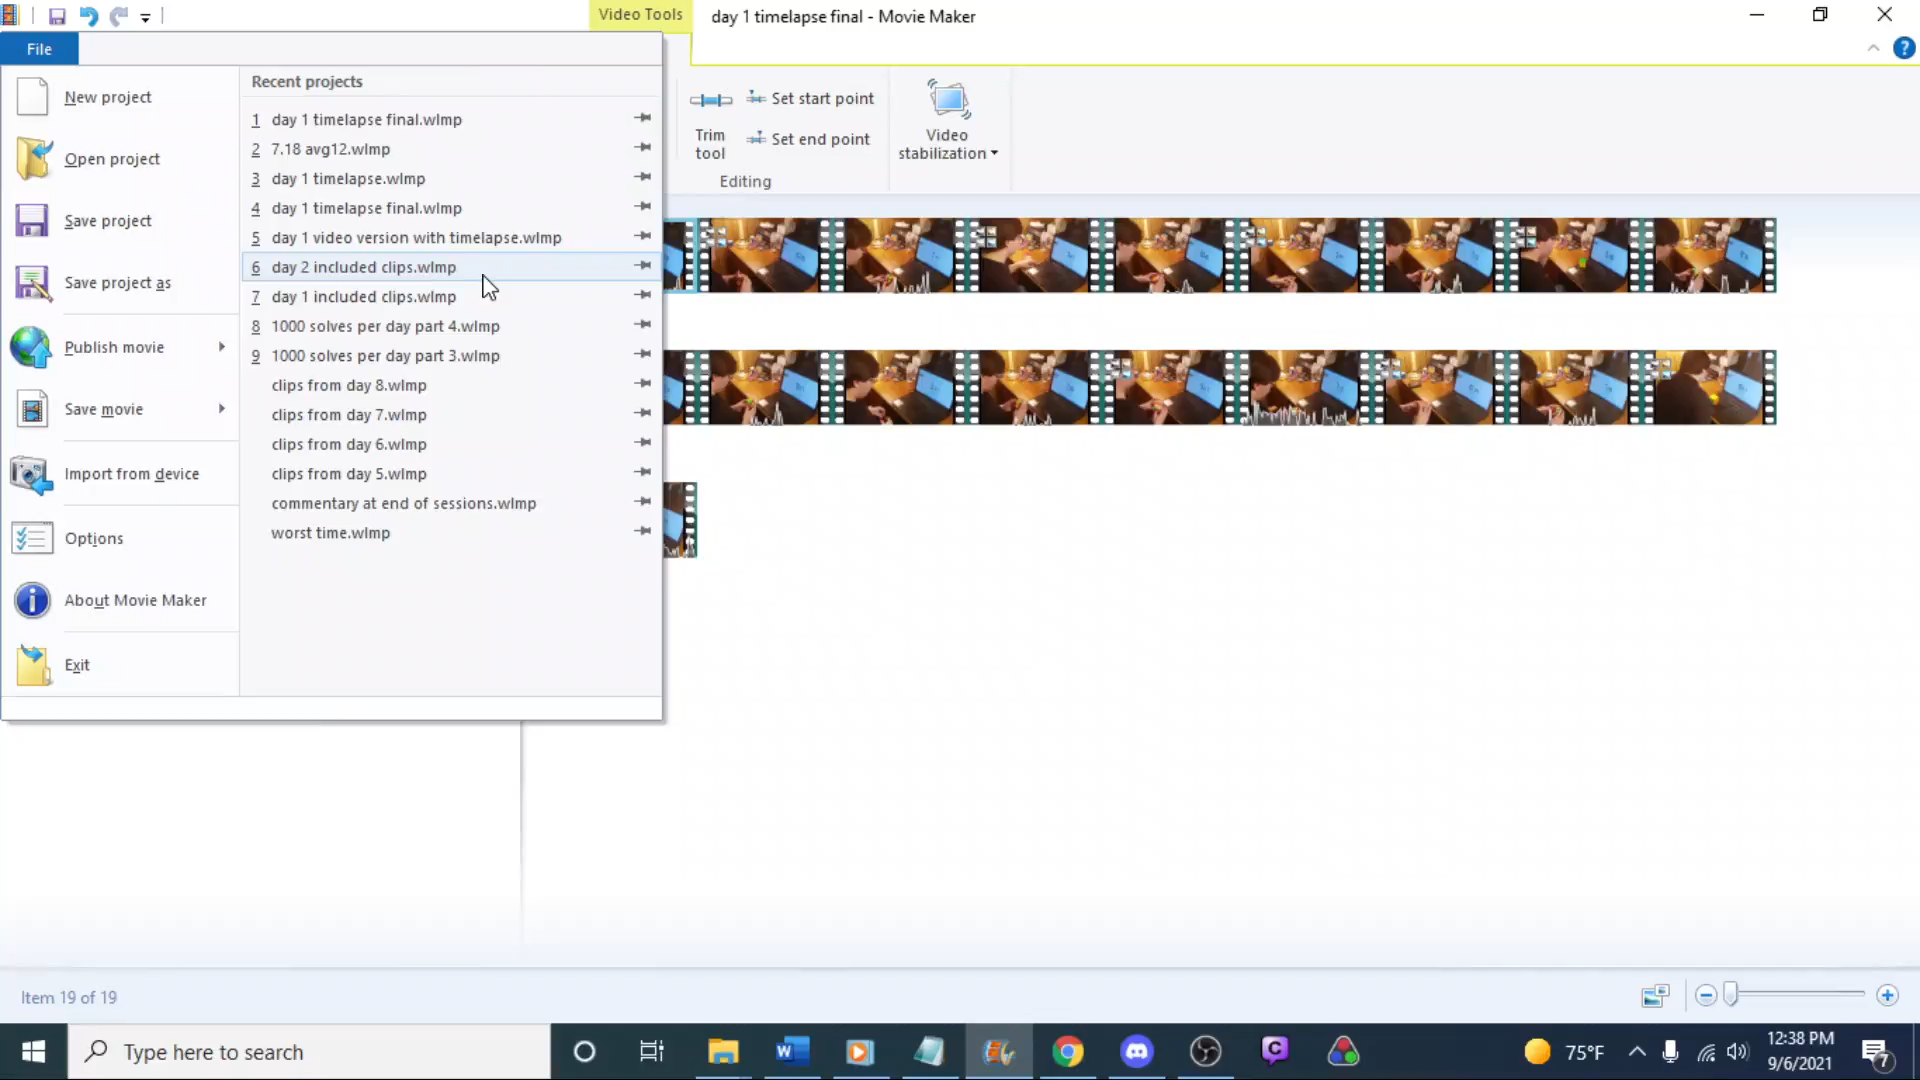 Video Tools
day 1 timelapse final - Movie Maker
File
New project
Open project
Save project
Save project as
Publish movie
Save movie
Import from device
Options
About Movie Maker
Exit
Recent projects
1 day 1 timelapse final.wlmp
2 7.18 avg12.wlmp
3 day 1 timelapse.wlmp
4 day 1 timelapse final.wlmp
5 day 1 video version with timelapse.wlmp
6 day 2 included clips.wlmp
7 day 1 included clips.wlmp
8 1000 solves per day part 4.wlmp
9 1000 solves per day part 3.wlmp
clips from day 8.wlmp
clips from day 7.wlmp
clips from day 6.wlmp
clips from day 5.wlmp
commentary at end of sessions.wlmp
worst time.wlmp
Trim
tool
Set start point
Set end point
Editing
Video
stabilization
Item 19 of 19
Type here to search
75°F
12:38 PM
9/6/2021
7